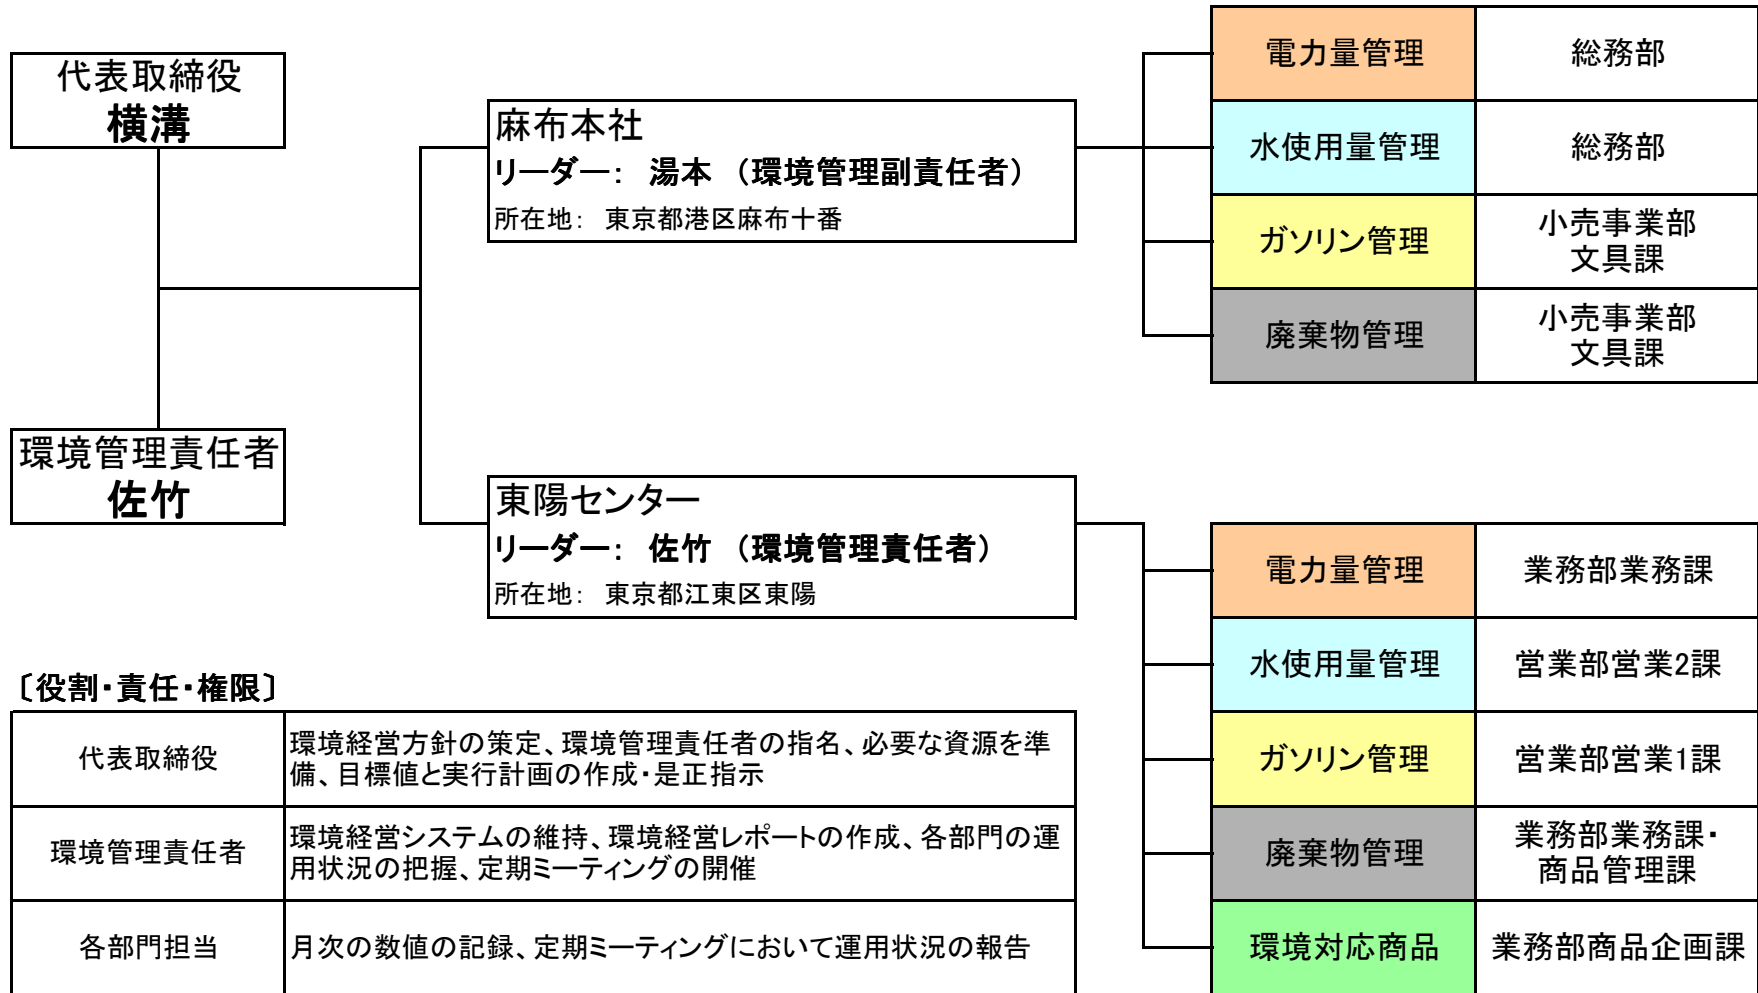 代表取締役
横溝
環境管理責任者
佐竹
麻布本社
リーダー： 湯本 （環境管理副責任者）
所在地： 東京都港区麻布十番
電力量管理 総務部
水使用量管理 総務部
ガソリン管理 小売事業部
文具課
廃棄物管理 小売事業部
文具課
東陽センター
リーダー： 佐竹 （環境管理責任者）
所在地： 東京都江東区東陽
電力量管理 業務部業務課
水使用量管理 営業部営業2課
ガソリン管理 営業部営業1課
廃棄物管理 業務部業務課・
商品管理課
環境対応商品 業務部商品企画課
〔役割・責任・権限〕
代表取締役 環境経営方針の策定、環境管理責任者の指名、必要な資源を準
備、目標値と実行計画の作成・是正指示
環境管理責任者 環境経営システムの維持、環境経営レポートの作成、各部門の運
用状況の把握、定期ミーティングの開催
各部門担当 月次の数値の記録、定期ミーティングにおいて運用状況の報告